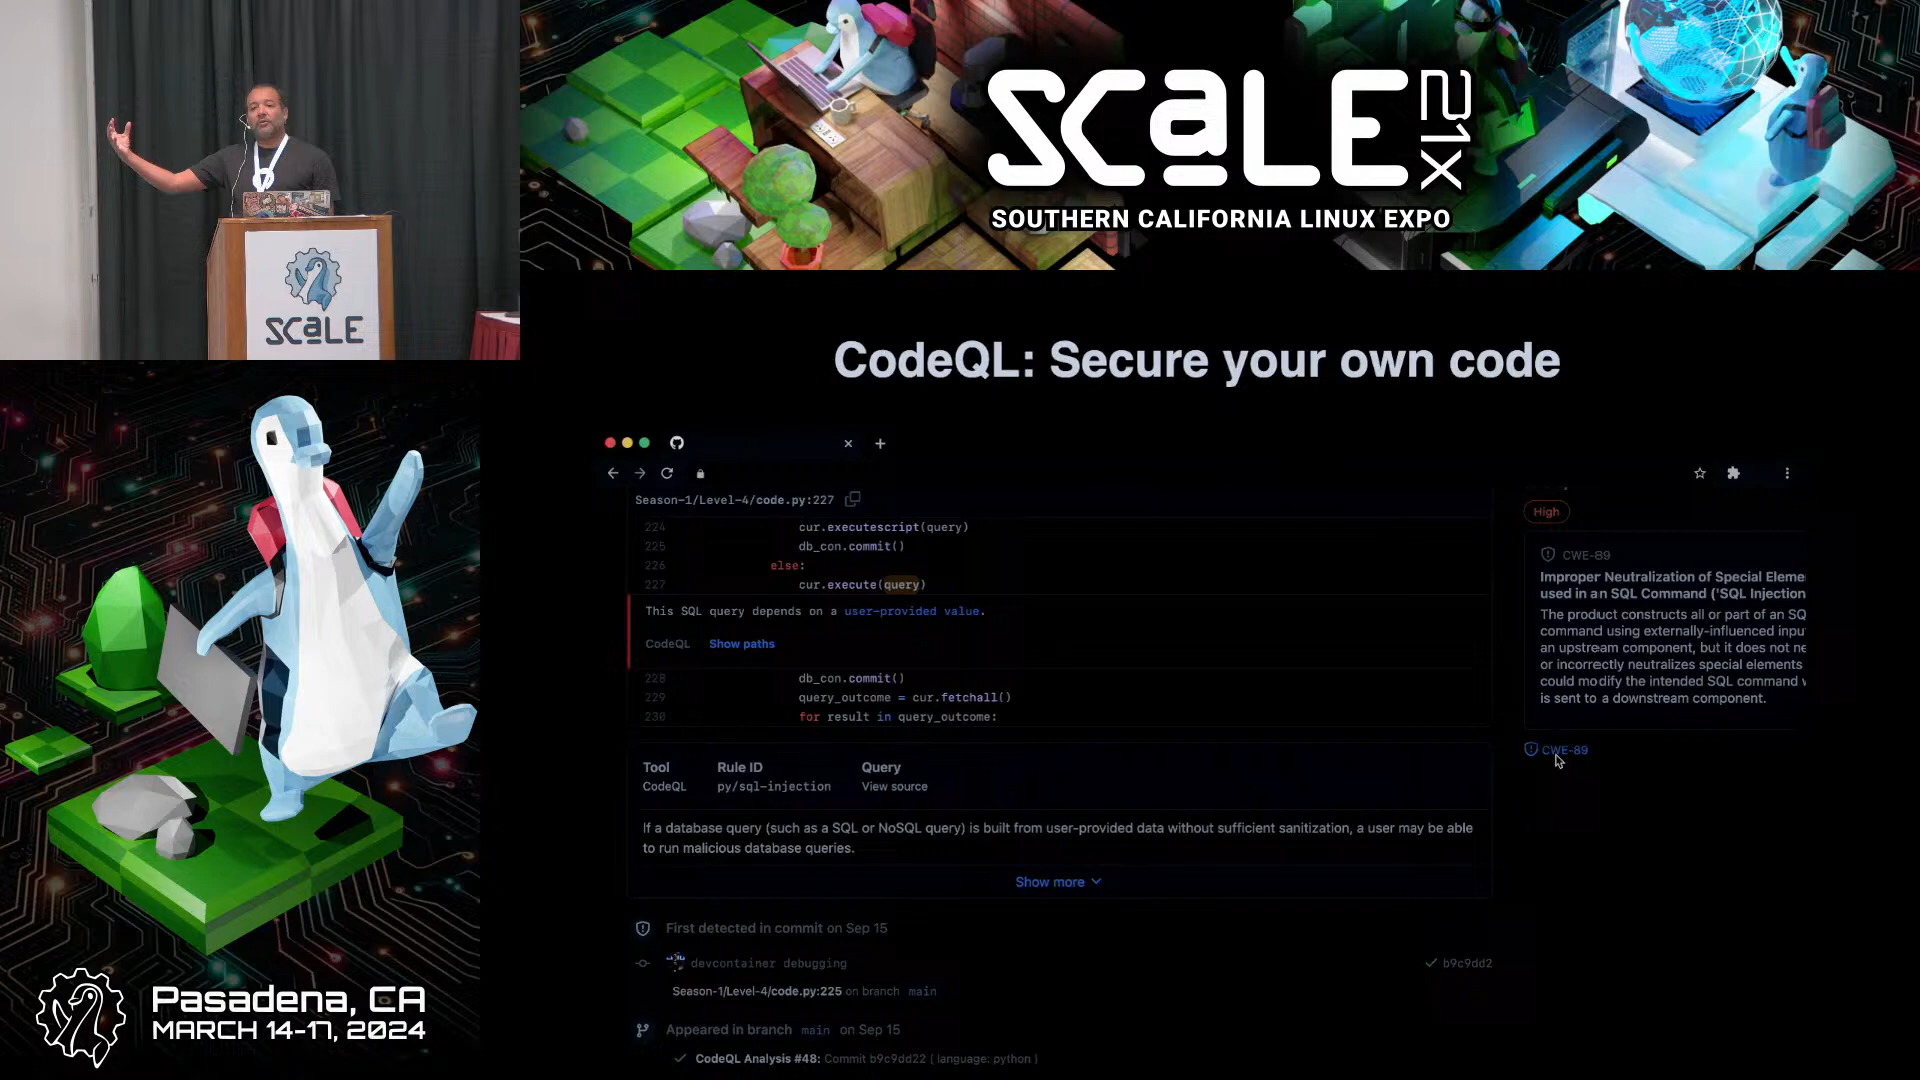 SCaLE 21X
SOUTHERN CALIFORNIA LINUX EXPO
SCaLE
CodeQL: Secure your own code
Season-1/Level-4/code.py:227
224 cur.executescript(query)
225 db_con.commit()
226 else:
227 cur.execute(query)
This SQL query depends on a user-provided value.
CodeQL Show paths
228 db_con.commit()
229 query_outcome = cur.fetchall()
230 for result in query_outcome:
Tool Rule ID Query
CodeQL py/sql-injection View source
If a database query (such as a SQL or NoSQL query) is built from user-provided data without sufficient sanitization, a user may be able
to run malicious database queries.
Show more
First detected in commit on Sep 15
devcontainer debugging b9c9dd2
Season-1/Level-4/code.py:225 on branch main
Appeared in branch main on Sep 15
CodeQL Analysis #48: Commit b9c9dd22 [ language: python ]
High
CWE-89
Improper Neutralization of Special Eleme
used in an SQL Command ('SQL Injection
The product constructs all or part of an SQ
command using externally-influenced inpu
an upstream component, but it does not ne
or incorrectly neutralizes special elements
could modify the intended SQL command
is sent to a downstream component.
CWE-89
Pasadena, CA
MARCH 14-17, 2024